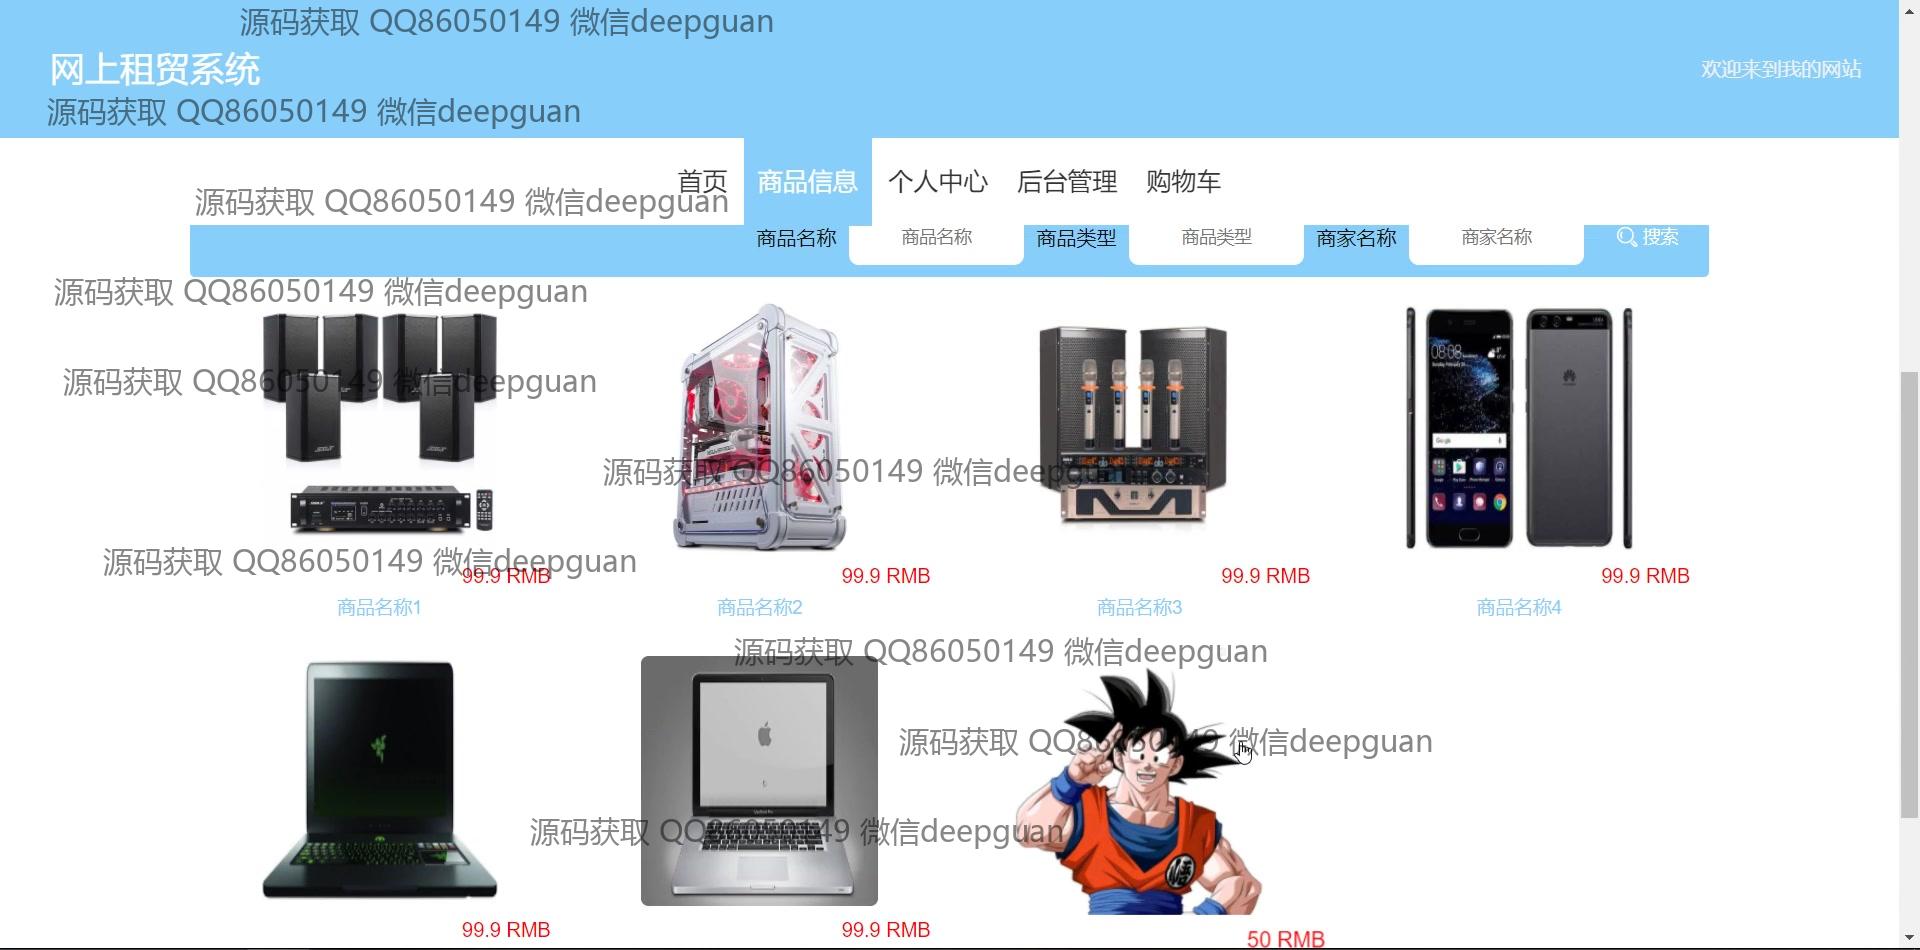 源码获取 QQ86050149 微信deepguan
网上租贸系统
欢迎来到我的网站
源码获取 QQ86050149 微信deepguan
首页 商品信息 个人中心 后台管理 购物车
源码获取 QQ86050149 微信deepguan
商品名称 商品名称 商品类型 商品类型 商家名称 商家名称 搜索
源码获取 QQ86050149 微信deepguan
源码获取 QQ86050149 微信deepguan
08:08
Google
源码获取 QQ86050149 微信deepguan
源码获取 QQ86050149 微信deepguan
99.9 RMB 99.9 RMB 99.9 RMB 99.9 RMB
商品名称1 商品名称2 商品名称3 商品名称4
源码获取 QQ86050149 微信deepguan
源码获取 QQ86050149 微信deepguan
源码获取 QQ86050149 微信deepguan
悟
99.9 RMB 99.9 RMB 50 RMB